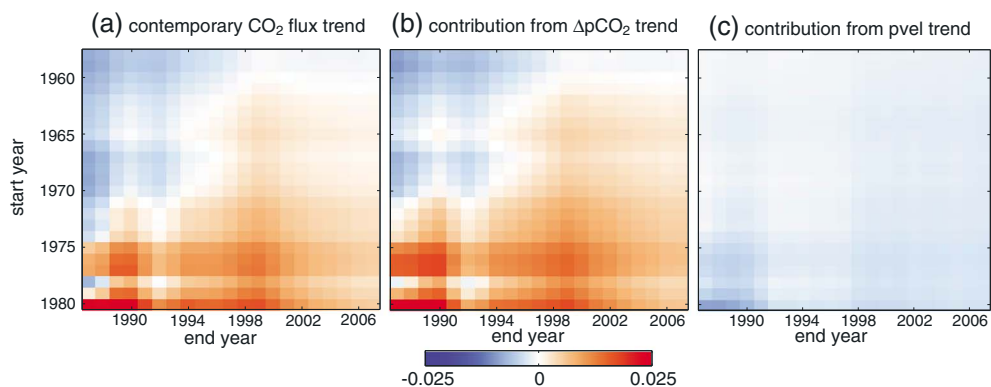 (a) contemporary CO₂ flux trend
(b) contribution from ΔpCO₂ trend
(c) contribution from pvel trend
start year
1960
1965
1970
1975
1980
1990 1994 1998 2002 2006
end year
1990 1994 1998 2002 2006
end year
1990 1994 1998 2002 2006
end year
-0.025 0 0.025